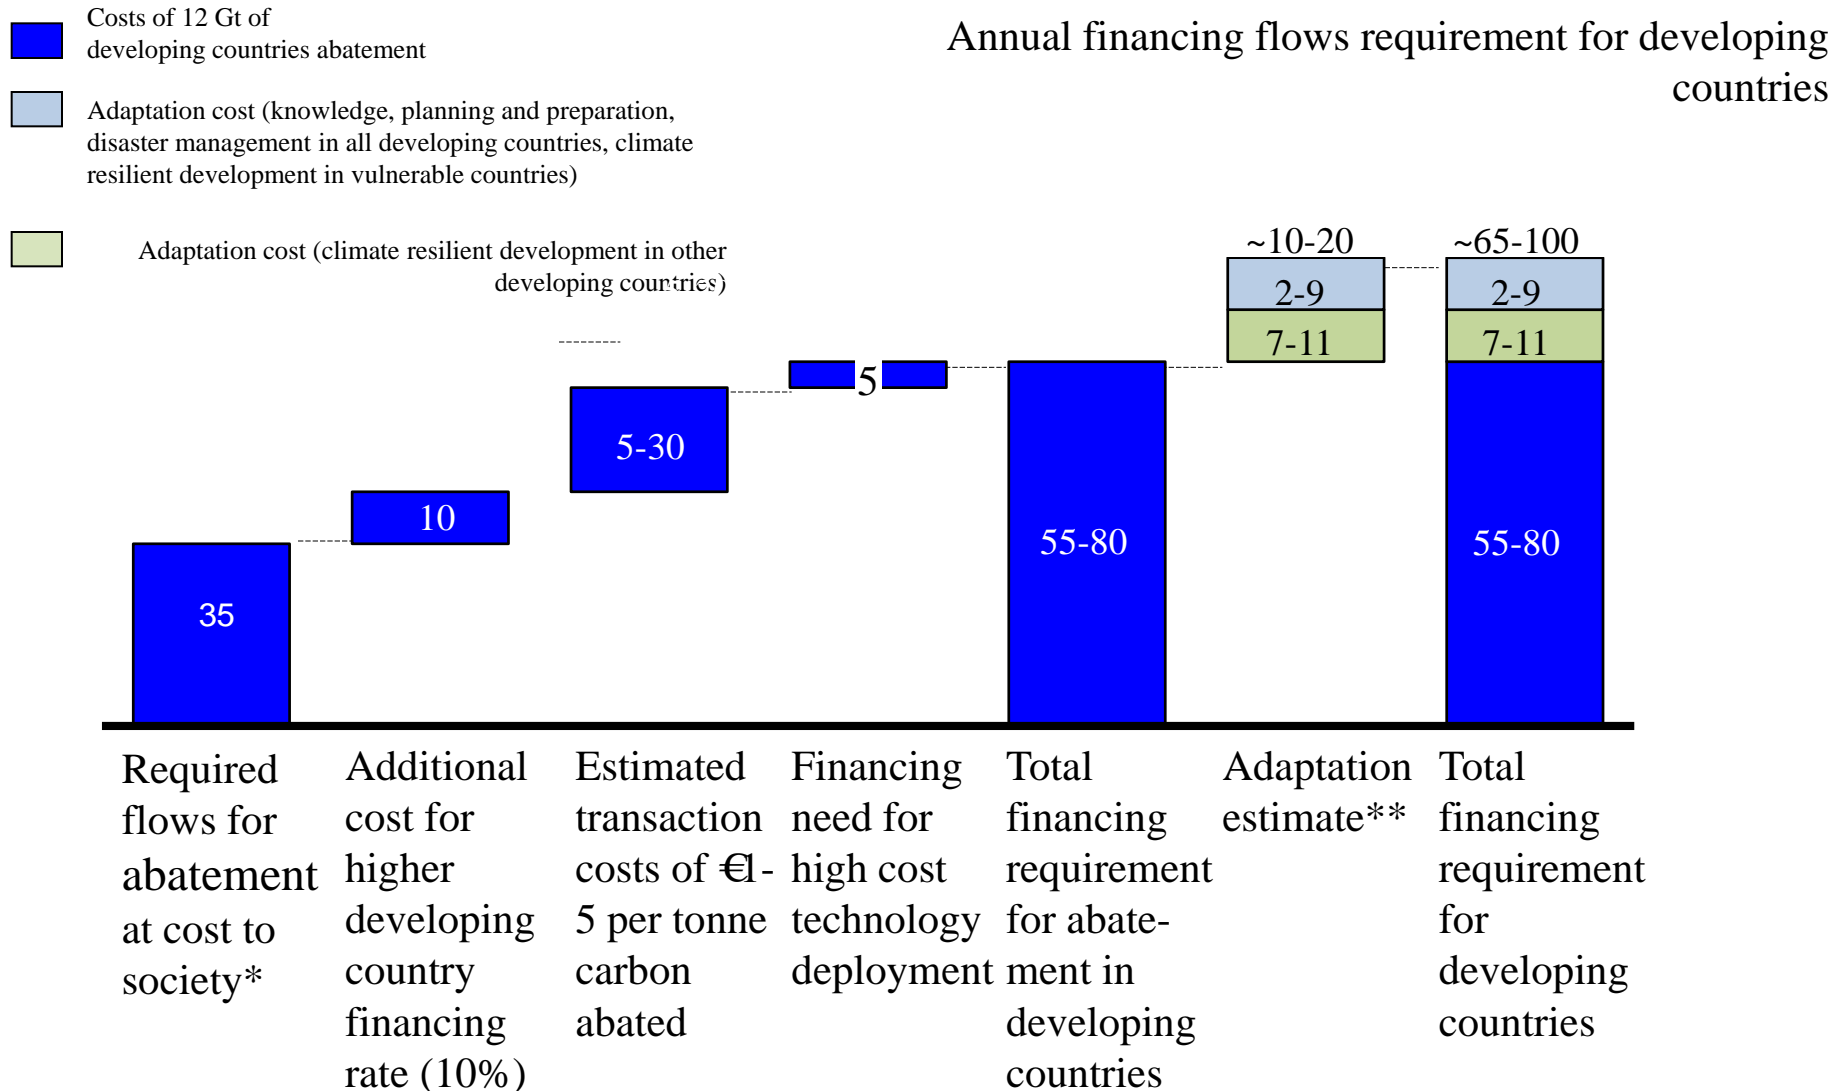 Costs of 12 Gt of
developing countries abatement
Annual financing flows requirement for developing
countries
Adaptation cost (knowledge, planning and preparation,
disaster management in all developing countries, climate
resilient development in vulnerable countries)
Adaptation cost (climate resilient development in other
developing countries)
~10-20
~65-100
2-9
2-9
7-11
7-11
5
5-30
10
55-80
55-80
35
Required
flows for
abatement
at cost to
society*
Additional
cost for
higher
developing
country
financing
rate (10%)
Estimated
transaction
costs of €1-
5 per tonne
carbon
abated
Financing
need for
high cost
technology
deployment
Total
financing
requirement
for abate-
ment in
developing
countries
Adaptation
estimate**
Total
financing
requirement
for
developing
countries